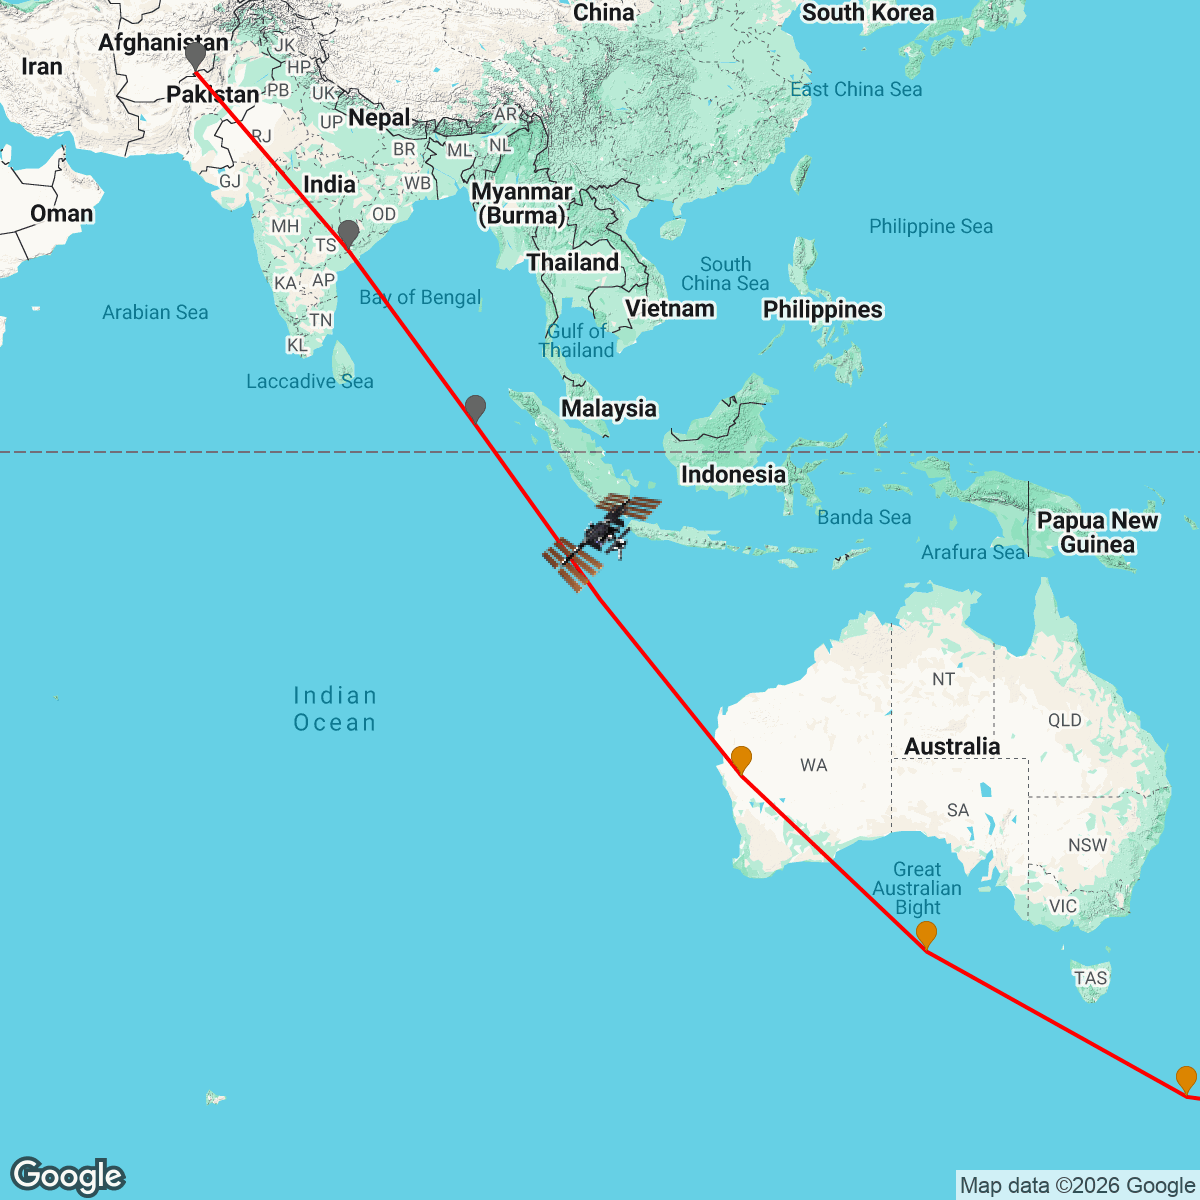 China
South Korea
Afghanistan
JK
Iran
HP
East China Sea
Pakistan
PB
UK
Nepal
AR
UP
RJ
NL
BR
ML
India
GJ
WB
Myanmar
(Burma)
Oman
OD
MH
Philippine Sea
TS
Thailand
South
China Sea
KA
AP
Bay of Bengal
Arabian Sea
Vietnam
Philippines
TN
KL
Gulf of
Thailand
Laccadive Sea
Malaysia
Indonesia
Banda Sea
Papua New
Guinea
Arafura Sea
Indian
Ocean
NT
QLD
Australia
WA
SA
NSW
Great
Australian
Bight
VIC
TAS
Google
Map data ©2026 Google